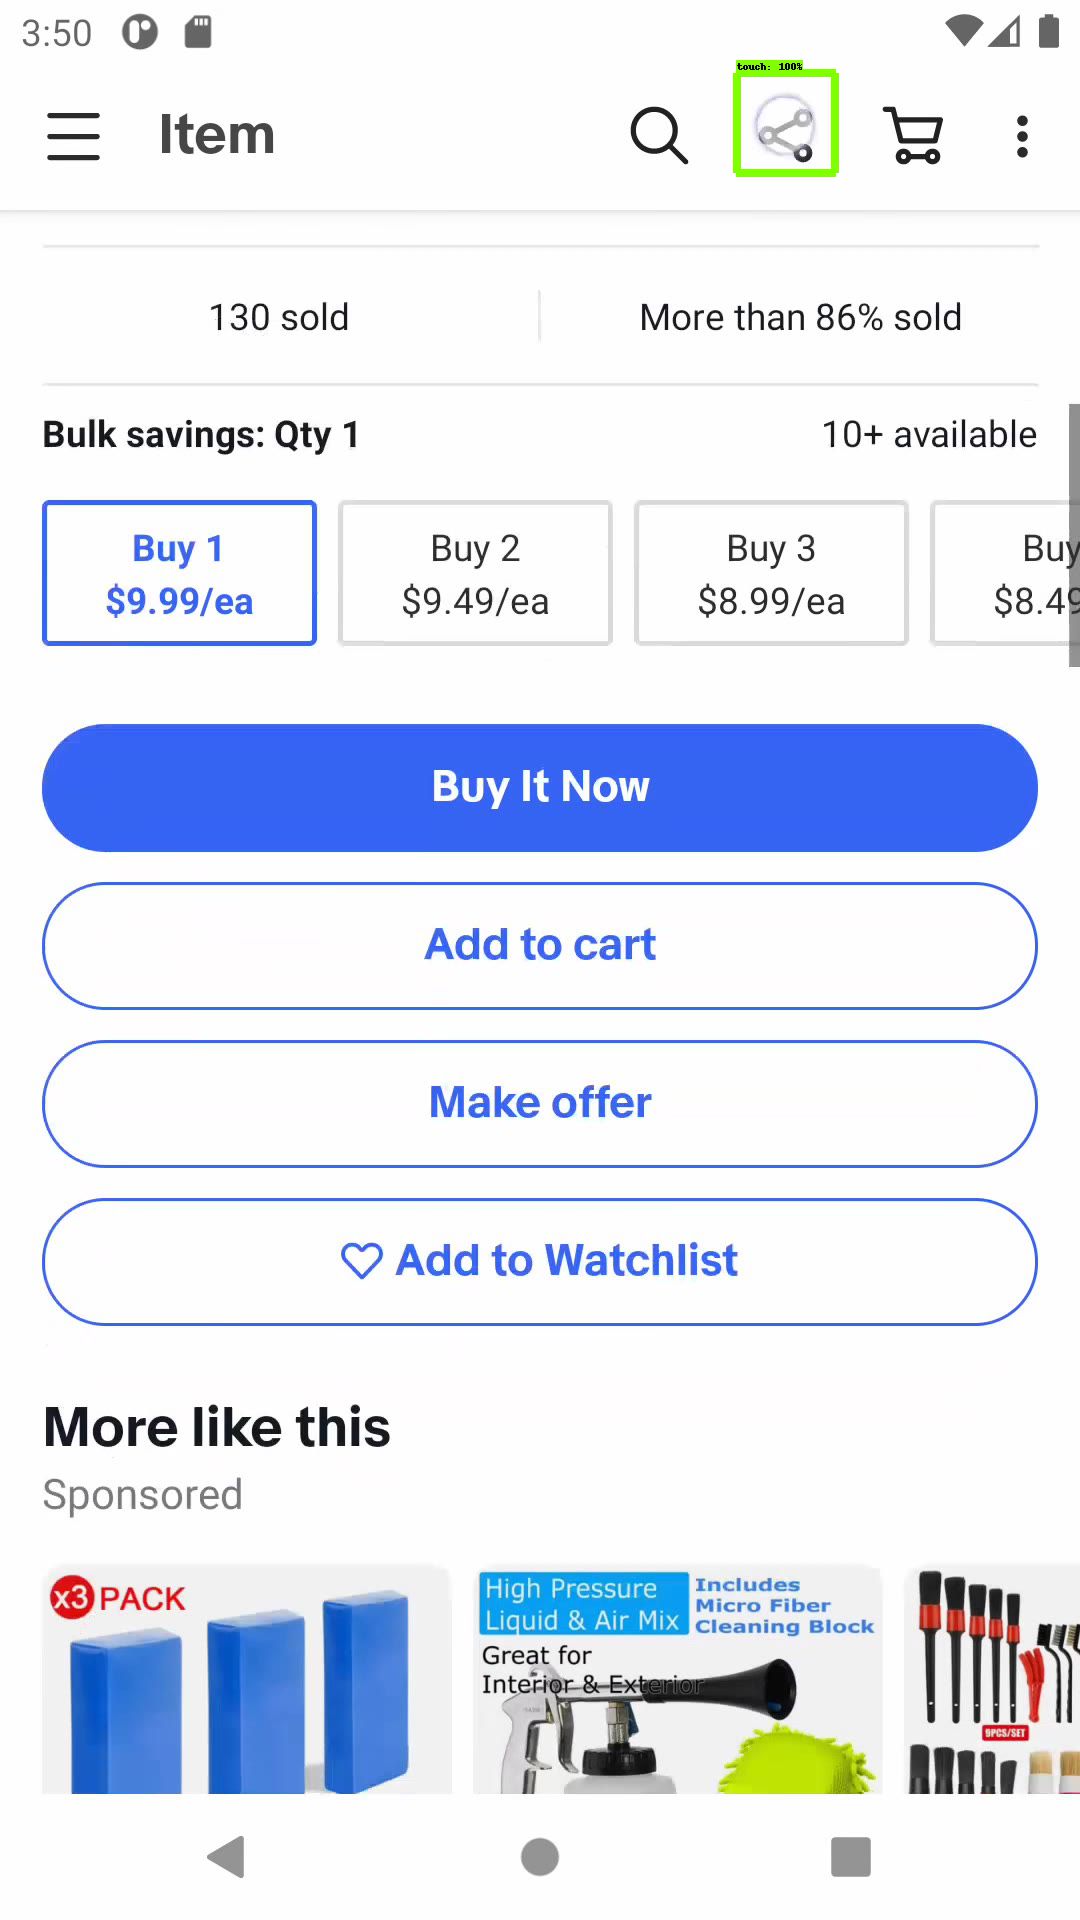 3:50
touch: 100%
Item
130 sold
More than 86% sold
Bulk savings: Qty 1
10+ available
Buy 1
$9.99/ea
Buy 2
$9.49/ea
Buy 3
$8.99/ea
Buy
$8.49
Buy It Now
Add to cart
Make offer
Add to Watchlist
More like this
Sponsored
x3 PACK
High Pressure
Liquid & Air Mix
Includes
Micro Fiber
Cleaning Block
Great for
Interior & Exterior
9PCS/SET